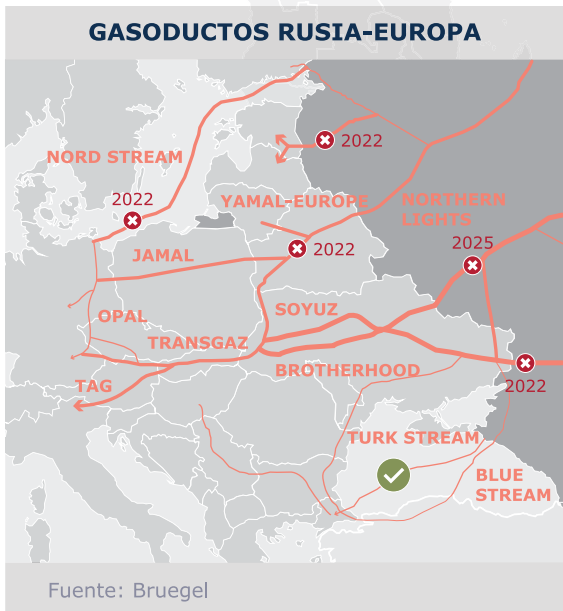 GASODUCTOS RUSIA-EUROPA
2022
NORD STREAM
YAMAL-EUROPE
NORTHERN
LIGHTS
2022
2022
2025
JAMAL
SOYUZ
OPAL
TRANSGAZ
BROTHERHOOD
TAG
2022
TURK STREAM
BLUE
STREAM
Fuente: Bruegel